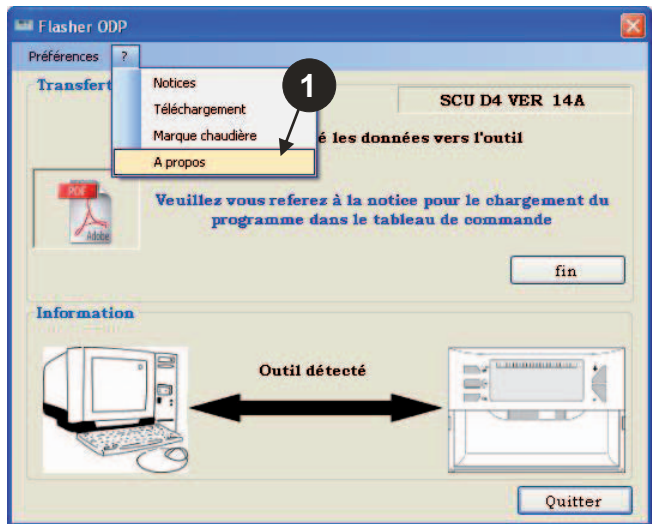 Flasher ODP
Préférences ?
Transfert
Notices
Téléchargement
Marque chaudière
A propos
1
SCU D4 VER 14A
é les données vers l'outil
PDF
Adobe
Veuillez vous referez à la notice pour le chargement du
programme dans le tableau de commande
fin
Information
Outil détecté
Quitter